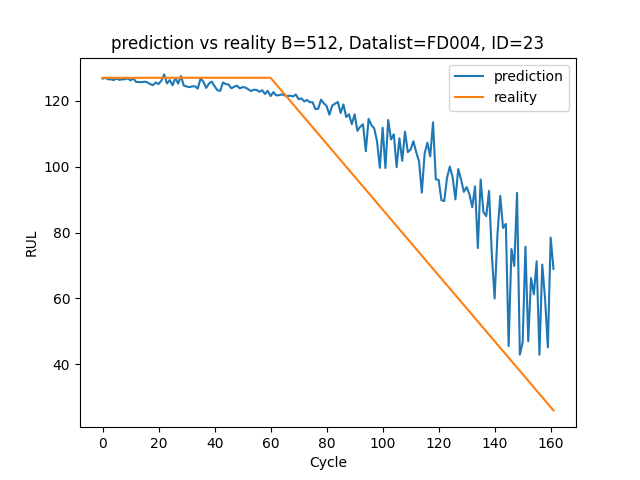 prediction vs reality B=512, Datalist=FD004, ID=23
prediction
reality
RUL
120
100
80
60
40
0 20 40 60 80 100 120 140 160
Cycle